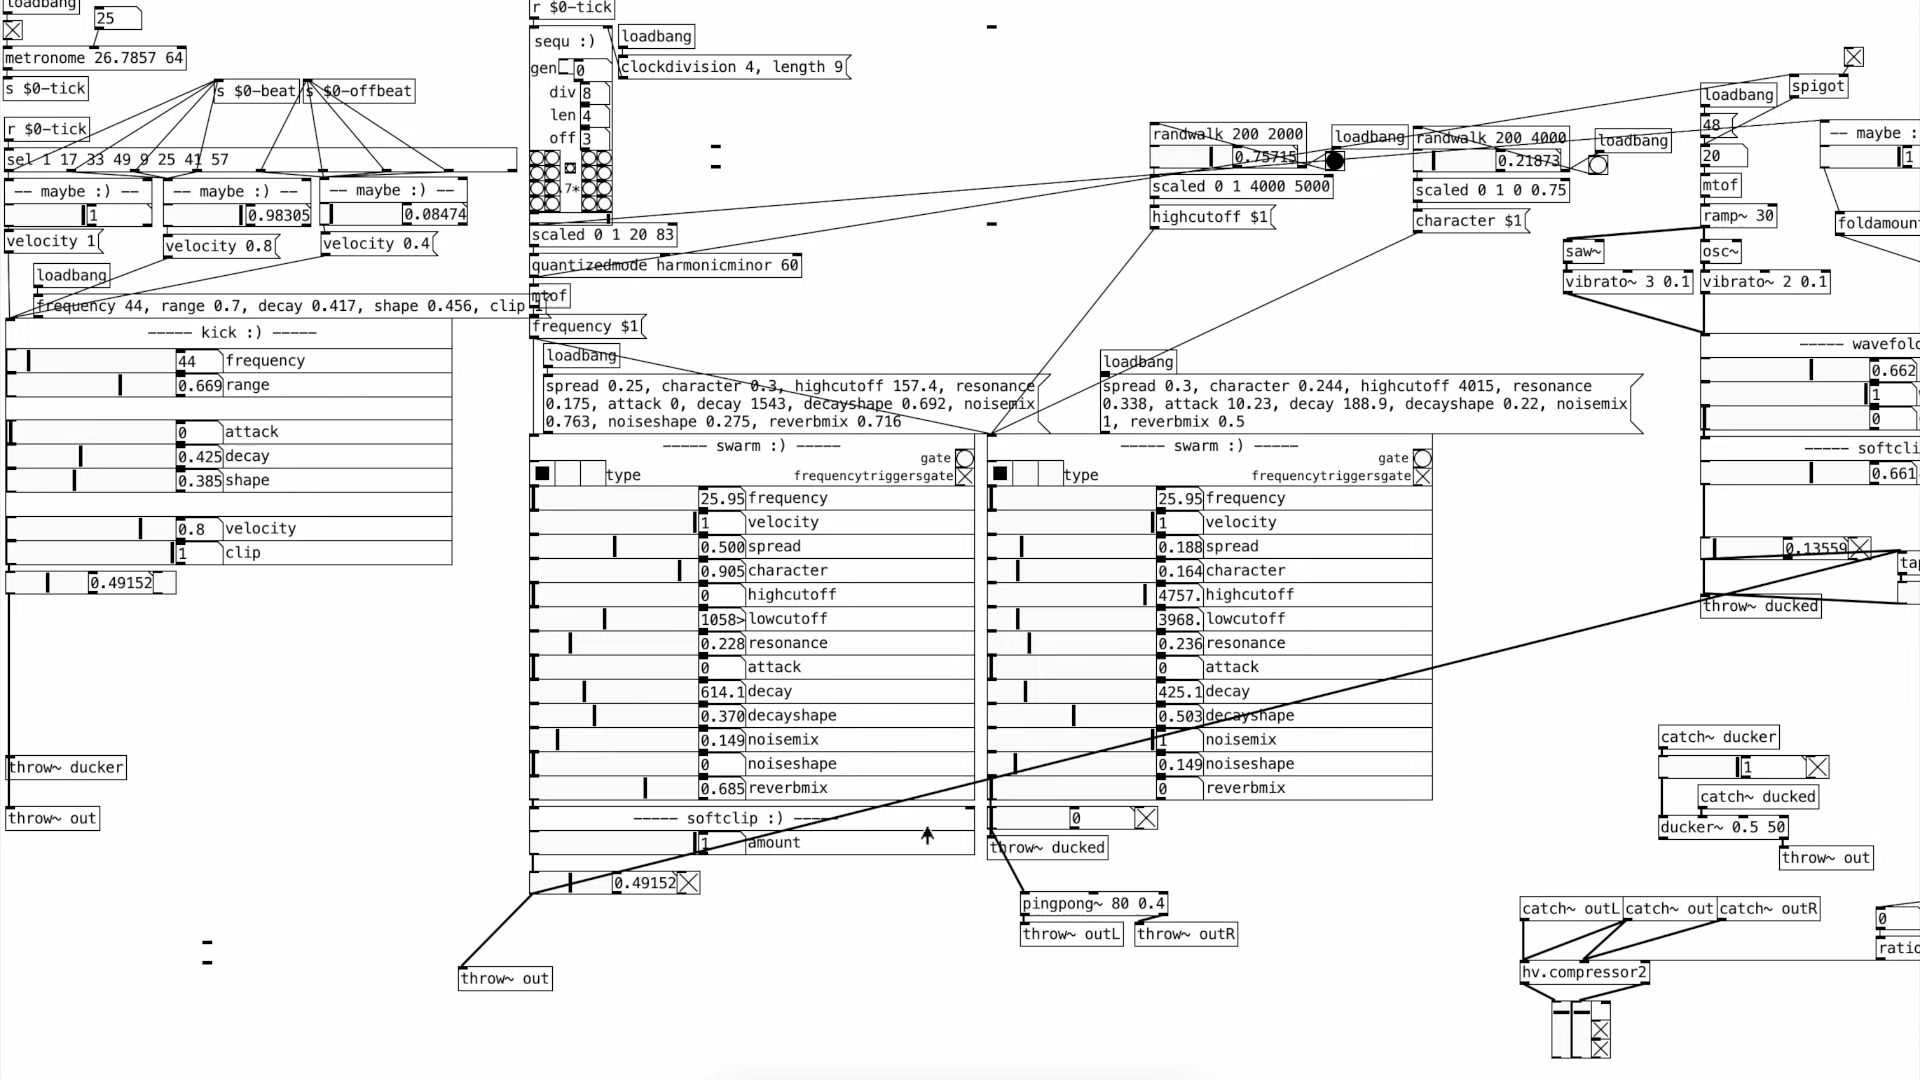 loadbang
25
metronome 26.7857 64
s $0-tick
s $0-beat
s $0-offbeat
r $0-tick
sel 1 17 33 49 9 25 41 57
-- maybe :)
-- maybe :)
-- maybe :)
1
0.98305
0.08474
velocity 1
velocity 0.8
velocity 0.4
loadbang
frequency 44, range 0.7, decay 0.417, shape 0.456, clip 1
----- kick :) -----
44 frequency
0.669 range
0 attack
0.425 decay
0.385 shape
0.8 velocity
1 clip
0.49152
throw~ ducker
throw~ out
r $0-tick
sequ :)
loadbang
gen 0
clockdivision 4, length 9
div 8
len 4
off 3
7*
scaled 0 1 20 83
quantizedmode harmonicminor 60
mtof
frequency $1
loadbang
spread 0.25, character 0.3, highcutoff 157.4, resonance
0.175, attack 0, decay 1543, decayshape 0.692, noisemix
0.763, noiseshape 0.275, reverbmix 0.716
----- swarm :) -----
gate
type
frequencytriggersgate
25.95 frequency
1 velocity
0.500 spread
0.905 character
0 highcutoff
1058> lowcutoff
0.228 resonance
0 attack
614.1 decay
0.370 decayshape
0.149 noisemix
0 noiseshape
0.685 reverbmix
----- softclip :) -----
1 amount
0.49152
throw~ out
randwalk 200 2000
loadbang
0.75715
scaled 0 1 4000 5000
highcutoff $1
randwalk 200 4000
loadbang
0.21873
scaled 0 1 0 0.75
character $1
loadbang
spread 0.3, character 0.244, highcutoff 4015, resonance
0.338, attack 10.23, decay 188.9, decayshape 0.22, noisemix
1, reverbmix 0.5
----- swarm :) -----
gate
type
frequencytriggersgate
25.95 frequency
1 velocity
0.188 spread
0.164 character
4757. highcutoff
3968. lowcutoff
0.236 resonance
0 attack
425.1 decay
0.503 decayshape
1 noisemix
0.149 noiseshape
0 reverbmix
0
throw~ ducked
pingpong~ 80 0.4
throw~ outL
throw~ outR
spigot
loadbang
48
20
mtof
ramp~ 30
saw~
osc~
vibrato~ 3 0.1
vibrato~ 2 0.1
-- maybe :
1
foldamoun
----- wavefol
0.662
1
0
----- softcli
0.661
0.13559
tap
throw~ ducked
catch~ ducker
1
catch~ ducked
ducker~ 0.5 50
throw~ out
catch~ outL
catch~ out
catch~ outR
0
ratio
hv.compressor2